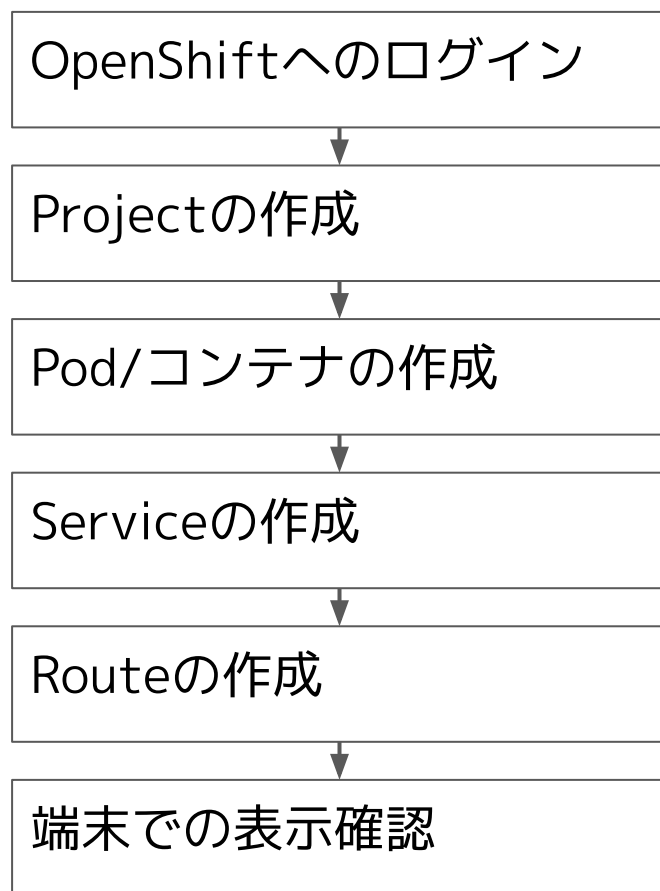 OpenShiftへのログイン
Projectの作成
Pod/コンテナの作成
Serviceの作成
Routeの作成
端末での表示確認